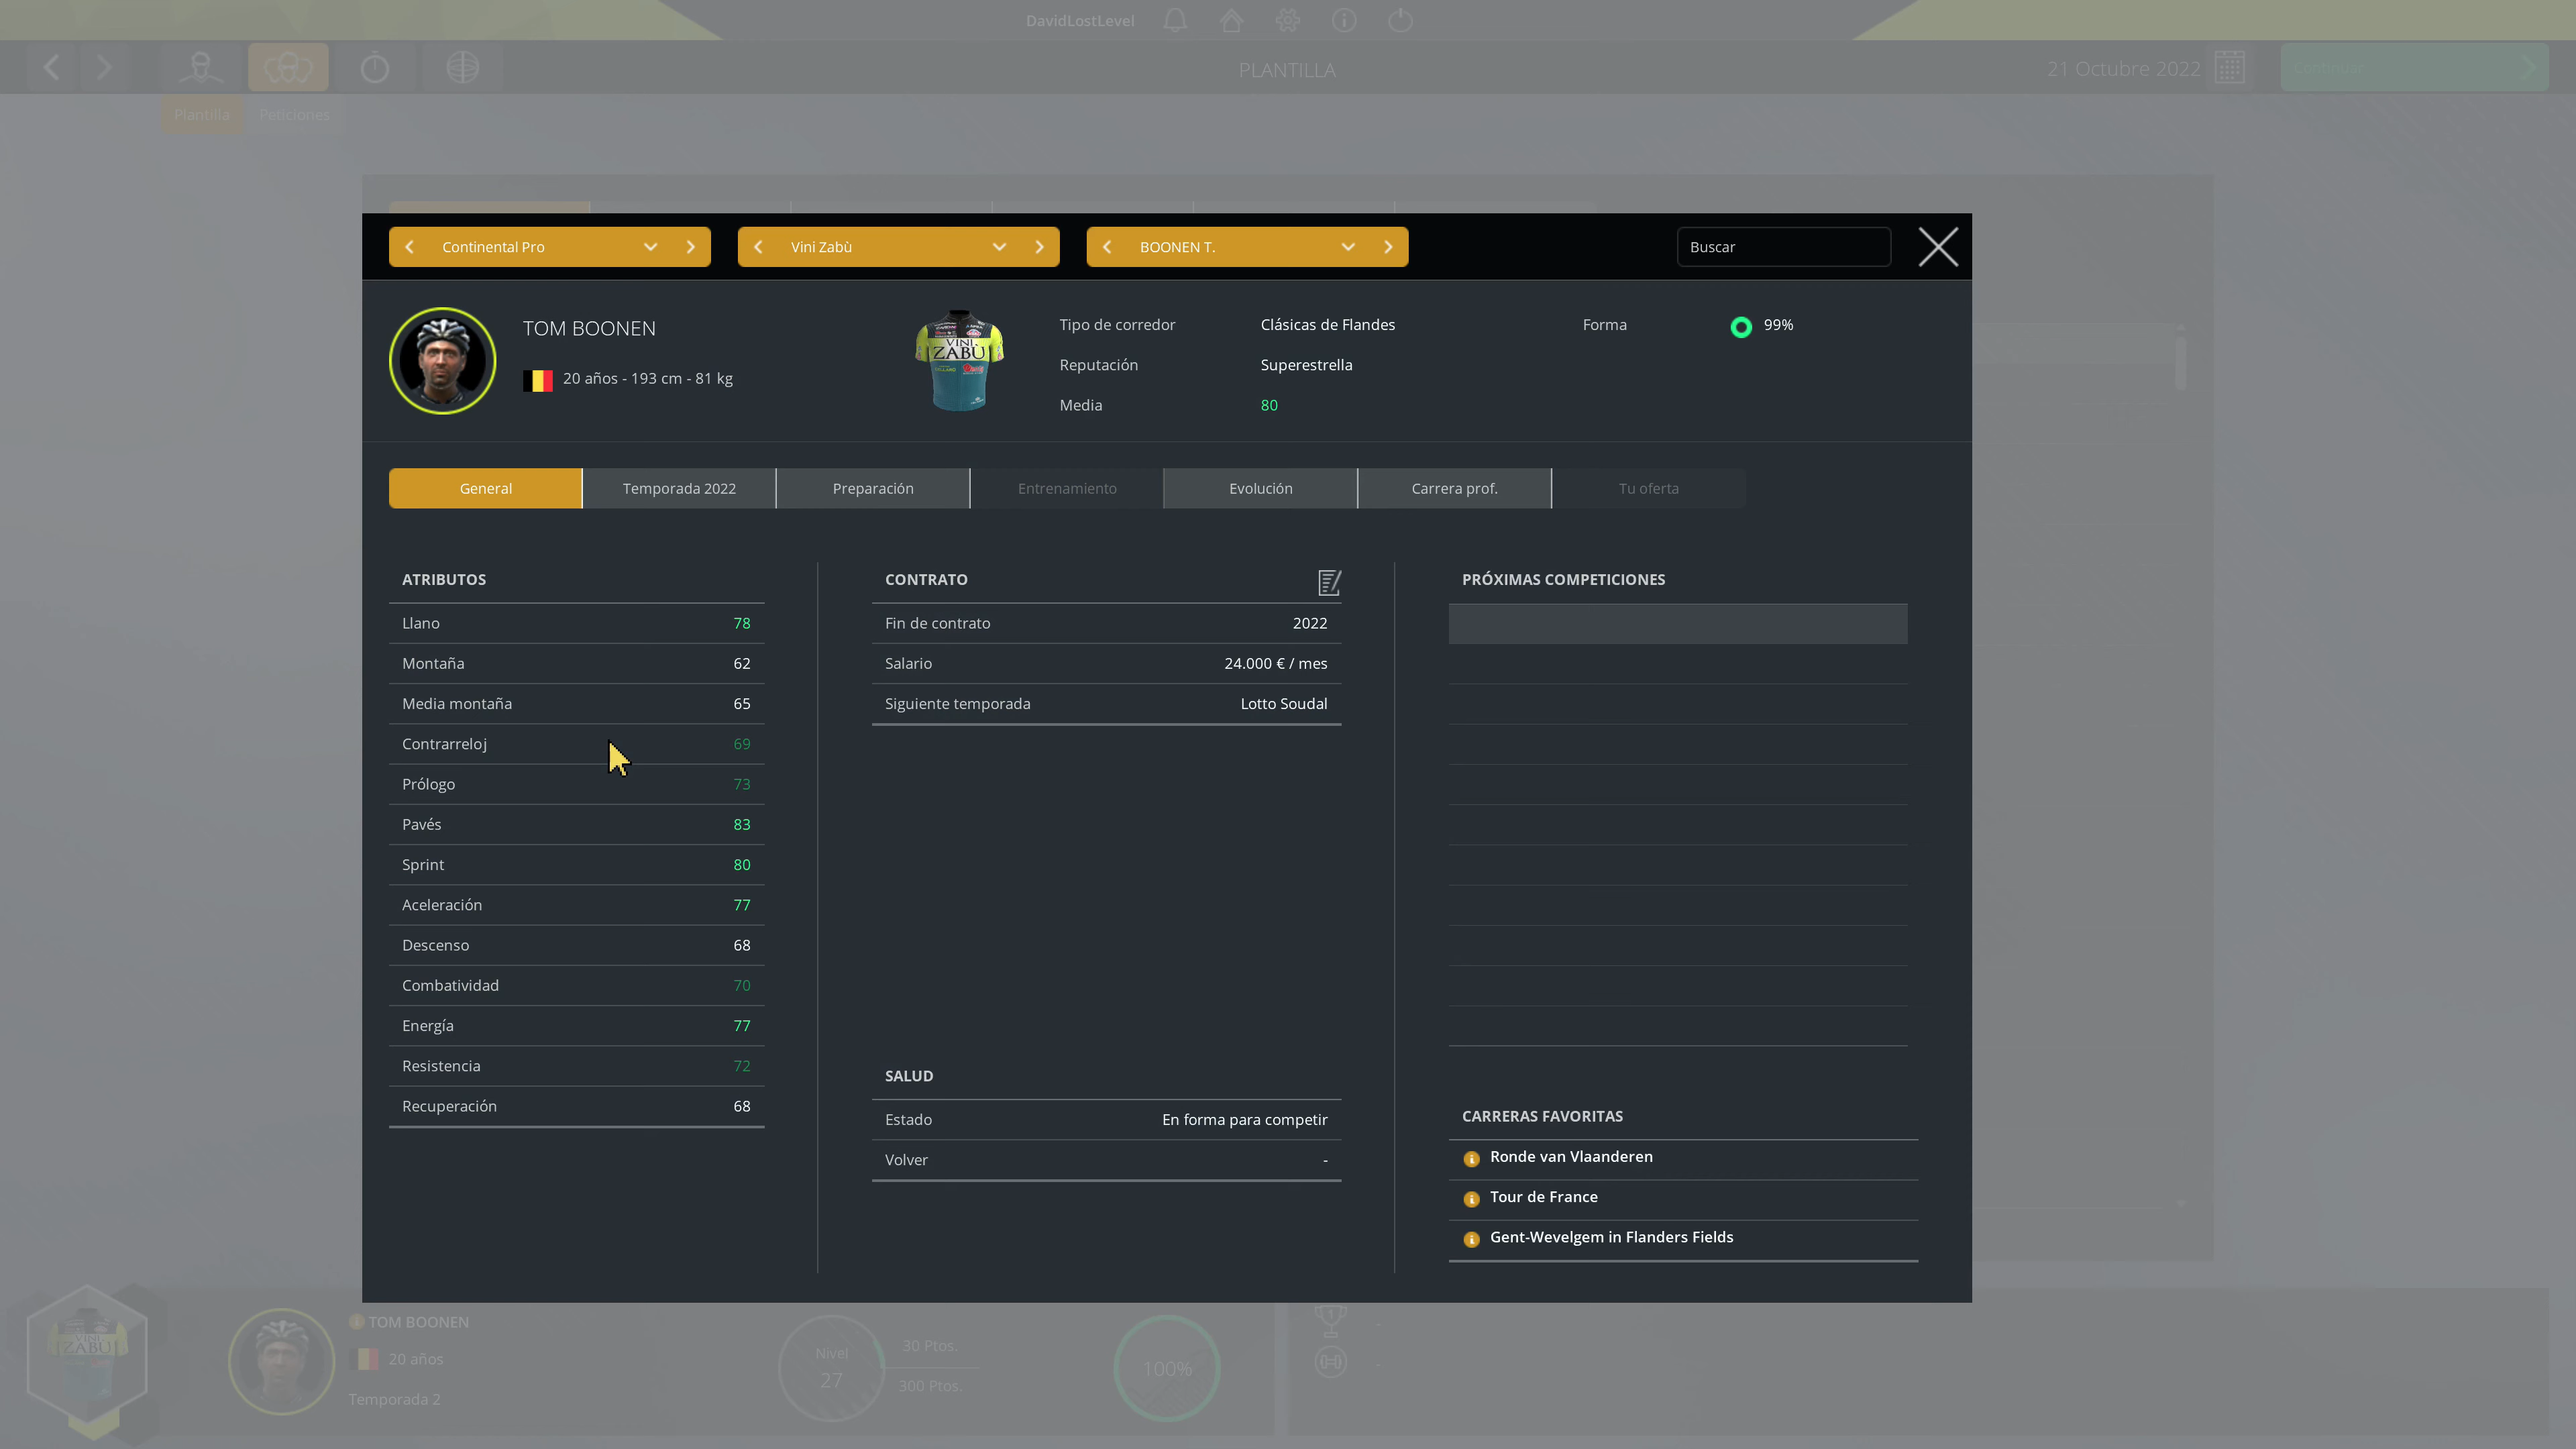 DavidLostLevel
PLANTILLA
21 Octubre 2022
Continuar
Plantilla
Peticiones
Continental Pro
Vini Zabù
BOONEN T.
Buscar
TOM BOONEN
20 años - 193 cm - 81 kg
VINI
ZABÙ
Tipo de corredor
Clásicas de Flandes
Reputación
Superestrella
Media
80
Forma
99%
General
Temporada 2022
Preparación
Entrenamiento
Evolución
Carrera prof.
Tu oferta
ATRIBUTOS
Llano 78
Montaña 62
Media montaña 65
Contrarreloj 69
Prólogo 73
Pavés 83
Sprint 80
Aceleración 77
Descenso 68
Combatividad 70
Energía 77
Resistencia 72
Recuperación 68
CONTRATO
Fin de contrato 2022
Salario 24.000 € / mes
Siguiente temporada Lotto Soudal
SALUD
Estado En forma para competir
Volver -
PRÓXIMAS COMPETICIONES
CARRERAS FAVORITAS
Ronde van Vlaanderen
Tour de France
Gent-Wevelgem in Flanders Fields
VINI
ZABÙ
TOM BOONEN
20 años
Temporada 2
Nivel
27
30 Ptos.
300 Ptos.
100%
-
-